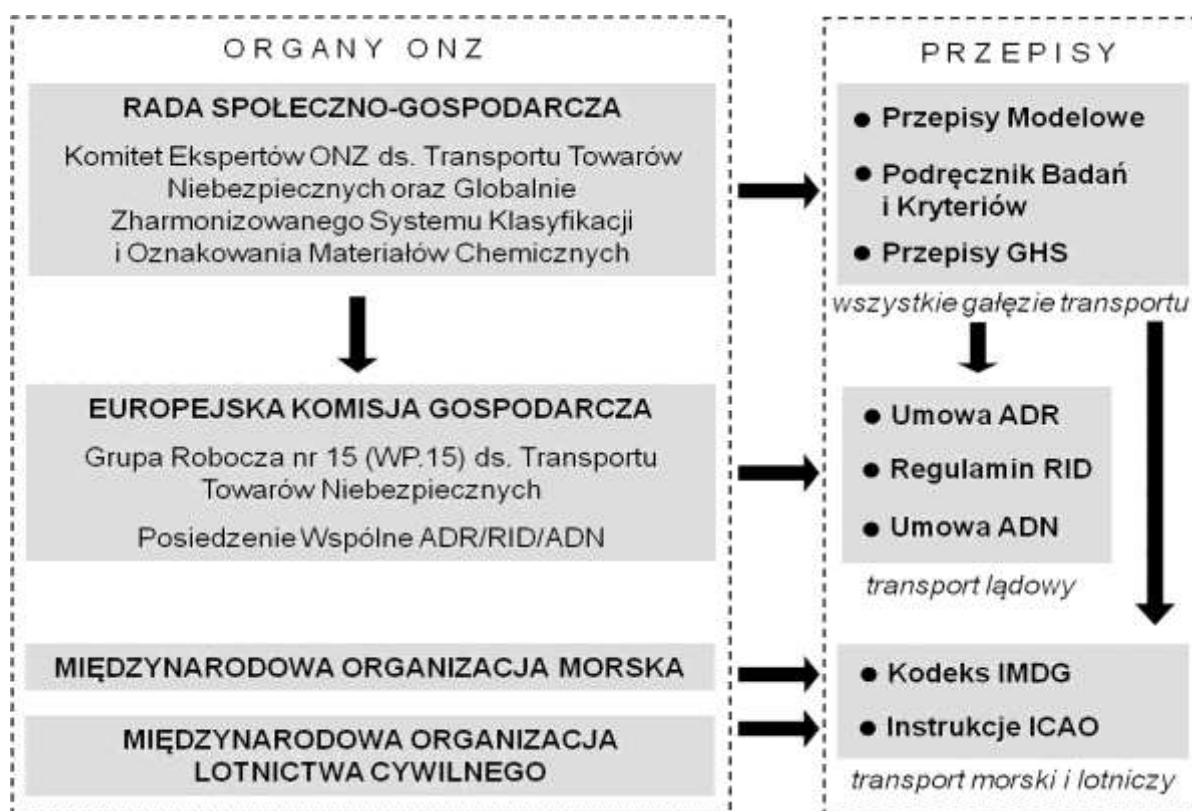 ORGANY ONZ
RADA SPOŁECZNO-GOSPODARCZA
Komitet Ekspertów ONZ ds. Transportu Towarów
Niebezpiecznych oraz Globalnie
Zharmonizowanego Systemu Klasyfikacji
i Oznakowania Materiałów Chemicznych
EUROPEJSKA KOMISJA GOSPODARCZA
Grupa Robocza nr 15 (WP.15) ds. Transportu
Towarów Niebezpiecznych
Posiedzenie Wspólne ADR/RID/ADN
MIĘDZYNARODOWA ORGANIZACJA MORSKA
MIĘDZYNARODOWA ORGANIZACJA
LOTNICTWA CYWILNEGO
PRZEPISY
● Przepisy Modelowe
● Podręcznik Badań
i Kryteriów
● Przepisy GHS
wszystkie gałęzie transportu
● Umowa ADR
● Regulamin RID
● Umowa ADN
transport lądowy
● Kodeks IMDG
● Instrukcje ICAO
transport morski i lotniczy